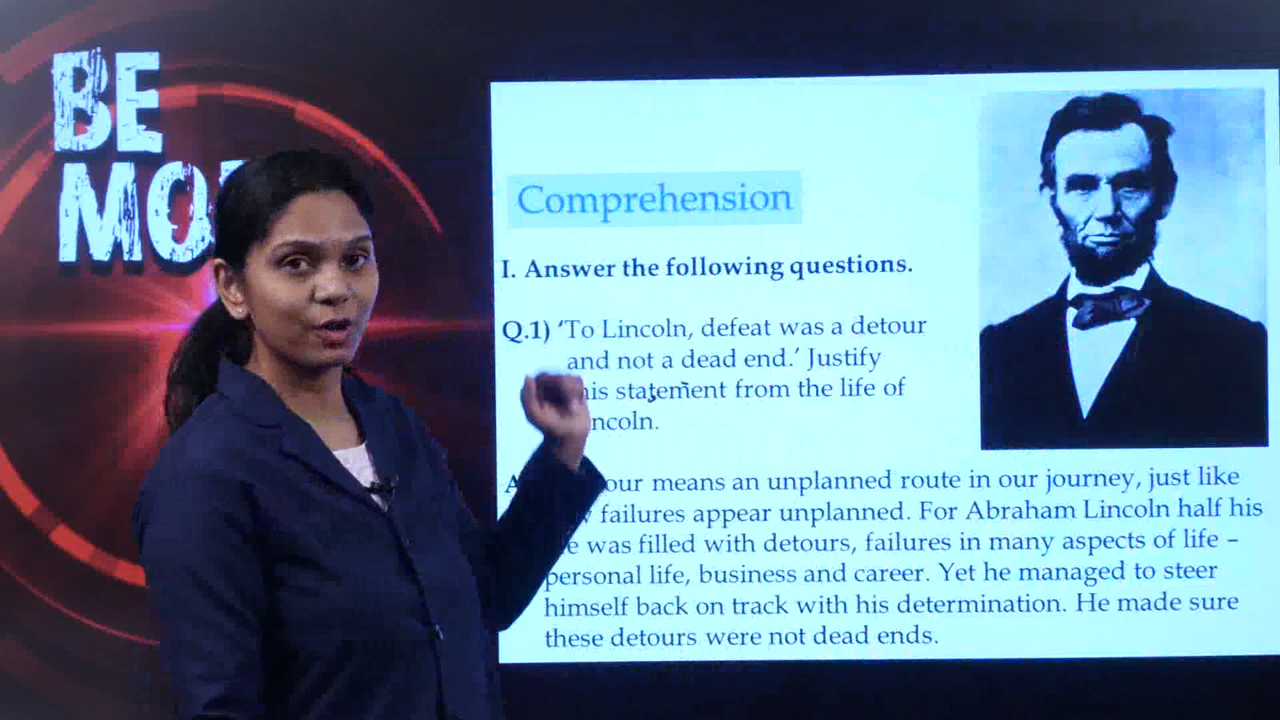 BE
Comprehension
I. Answer the following questions.
Q.1) ‘To Lincoln, defeat was a detour
and not a dead end.’ Justify
statement from the life of
our means an unplanned route in our journey, just like
failures appear unplanned. For Abraham Lincoln half his
was filled with detours, failures in many aspects of life –
personal life, business and career. Yet he managed to steer
himself back on track with his determination. He made sure
these detours were not dead ends.